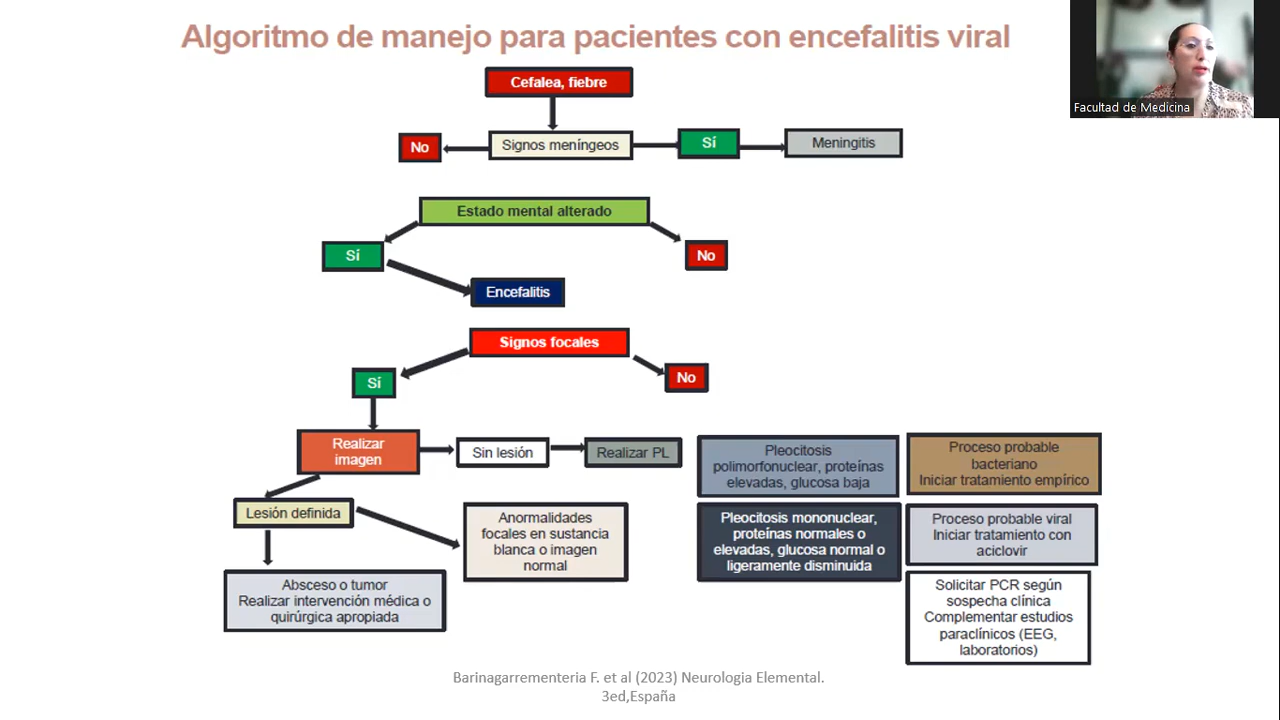 Algoritmo de manejo para pacientes con encefalitis viral
Facultad de Medicina
Cefalea, fiebre
No
Signos meníngeos
Sí
Meningitis
Estado mental alterado
Sí
No
Encefalitis
Signos focales
Sí
No
Realizar
imagen
Sin lesión
Realizar PL
Pleocitosis
polimorfonuclear, proteínas
elevadas, glucosa baja
Proceso probable
bacteriano
Iniciar tratamiento empírico
Lesión definida
Anormalidades
focales en sustancia
blanca o imagen
normal
Pleocitosis mononuclear,
proteínas normales o
elevadas, glucosa normal o
ligeramente disminuida
Proceso probable viral
Iniciar tratamiento con
aciclovir
Absceso o tumor
Realizar intervención médica o
quirúrgica apropiada
Solicitar PCR según
sospecha clínica
Complementar estudios
paraclínicos (EEG,
laboratorios)
Barinagarrementeria F. et al (2023) Neurologia Elemental.
3ed,España